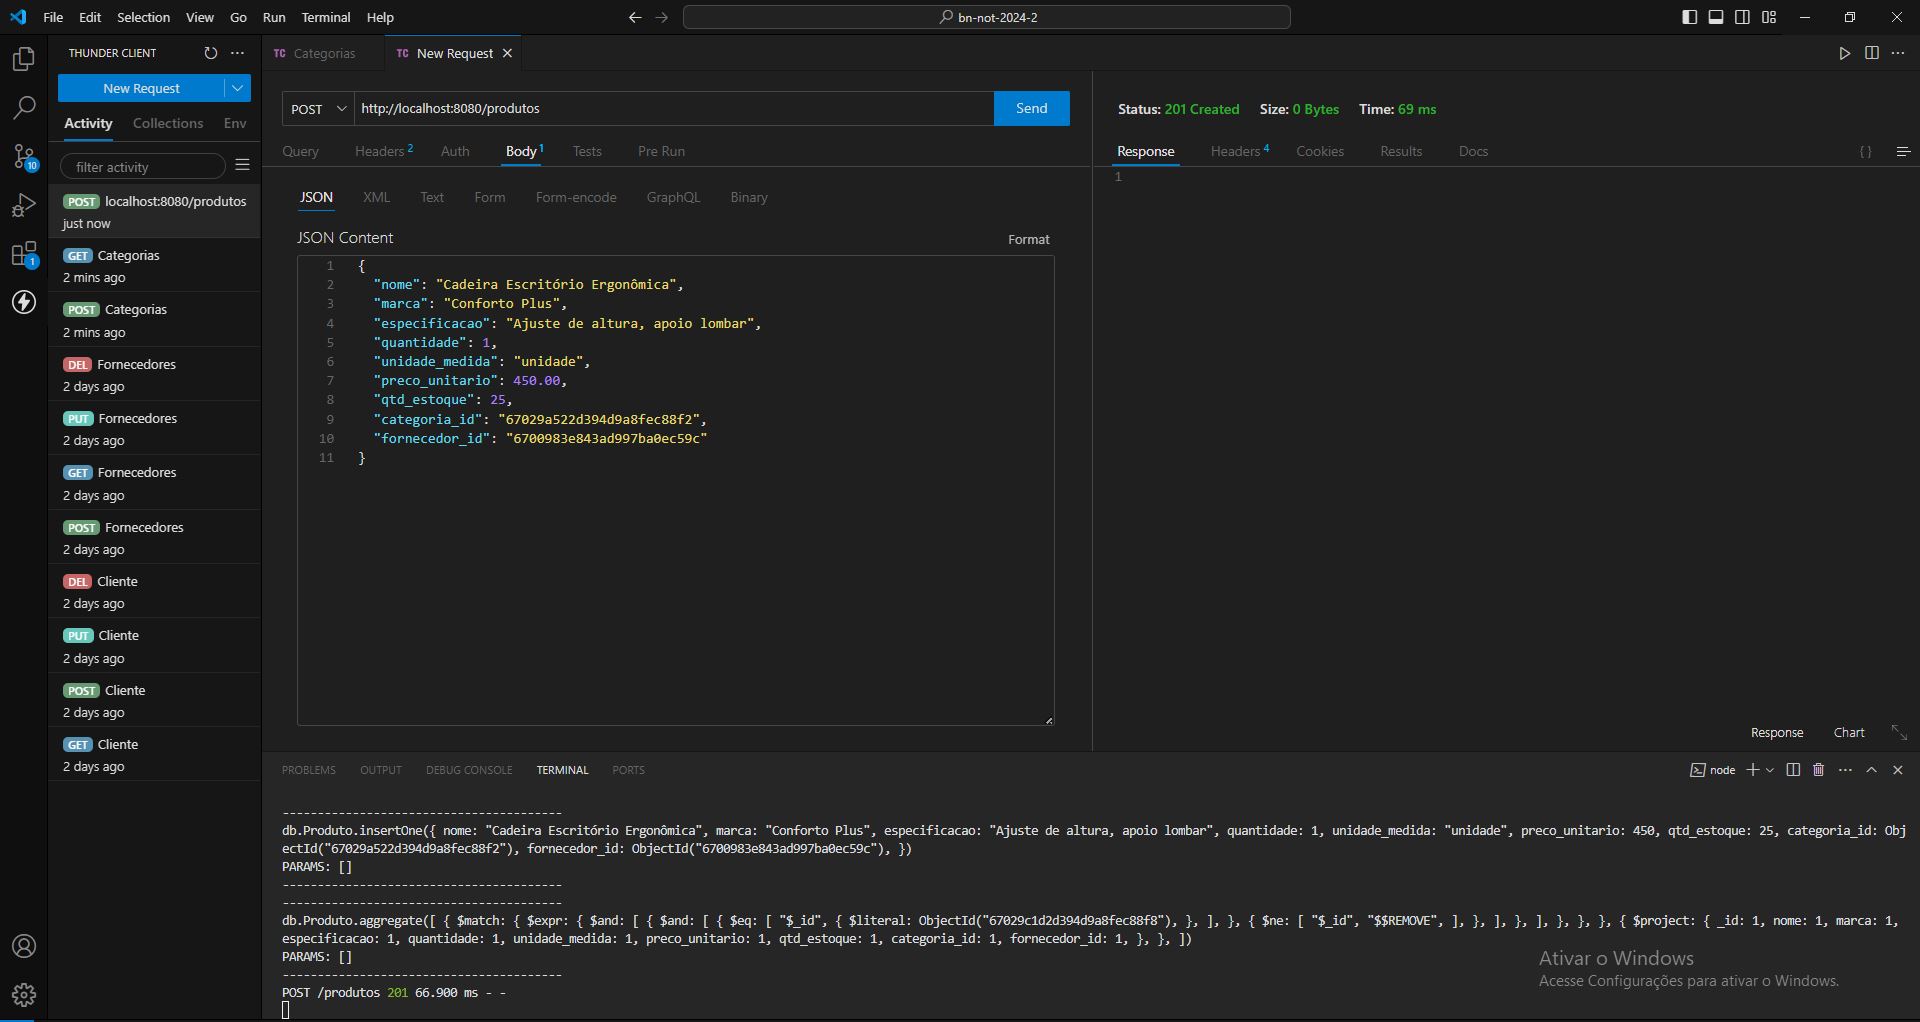 File Edit Selection View Go Run Terminal Help
bn-not-2024-2
THUNDER CLIENT
TC Categorias
TC New Request
New Request
Activity Collections Env
filter activity
POST localhost:8080/produtos
just now
GET Categorias
2 mins ago
POST Categorias
2 mins ago
DEL Fornecedores
2 days ago
PUT Fornecedores
2 days ago
GET Fornecedores
2 days ago
POST Fornecedores
2 days ago
DEL Cliente
2 days ago
PUT Cliente
2 days ago
POST Cliente
2 days ago
GET Cliente
2 days ago
10
1
POST http://localhost:8080/produtos Send
Query Headers 2 Auth Body 1 Tests Pre Run
JSON XML Text Form Form-encode GraphQL Binary
JSON Content Format
1 {
2 "nome": "Cadeira Escritório Ergonômica",
3 "marca": "Conforto Plus",
4 "especificacao": "Ajuste de altura, apoio lombar",
5 "quantidade": 1,
6 "unidade_medida": "unidade",
7 "preco_unitario": 450.00,
8 "qtd_estoque": 25,
9 "categoria_id": "67029a522d394d9a8fec88f2",
10 "fornecedor_id": "6700983e843ad997ba0ec59c"
11 }
Status: 201 Created Size: 0 Bytes Time: 69 ms
Response Headers 4 Cookies Results Docs { }
1
Response Chart
PROBLEMS OUTPUT DEBUG CONSOLE TERMINAL PORTS
node
----------------------------------------
db.Produto.insertOne({ nome: "Cadeira Escritório Ergonômica", marca: "Conforto Plus", especificacao: "Ajuste de altura, apoio lombar", quantidade: 1, unidade_medida: "unidade", preco_unitario: 450, qtd_estoque: 25, categoria_id: Obj
ectId("67029a522d394d9a8fec88f2"), fornecedor_id: ObjectId("6700983e843ad997ba0ec59c"), })
PARAMS: []
----------------------------------------
----------------------------------------
db.Produto.aggregate([ { $match: { $expr: { $and: [ { $and: [ { $eq: [ "$_id", { $literal: ObjectId("67029c1d2d394d9a8fec88f8"), }, ], }, { $ne: [ "$_id", "$$REMOVE", ], }, ], }, ], }, }, }, { $project: { _id: 1, nome: 1, marca: 1,
especificacao: 1, quantidade: 1, unidade_medida: 1, preco_unitario: 1, qtd_estoque: 1, categoria_id: 1, fornecedor_id: 1, }, }, ])
PARAMS: []
----------------------------------------
POST /produtos 201 66.900 ms - -
Ativar o Windows
Acesse Configurações para ativar o Windows.